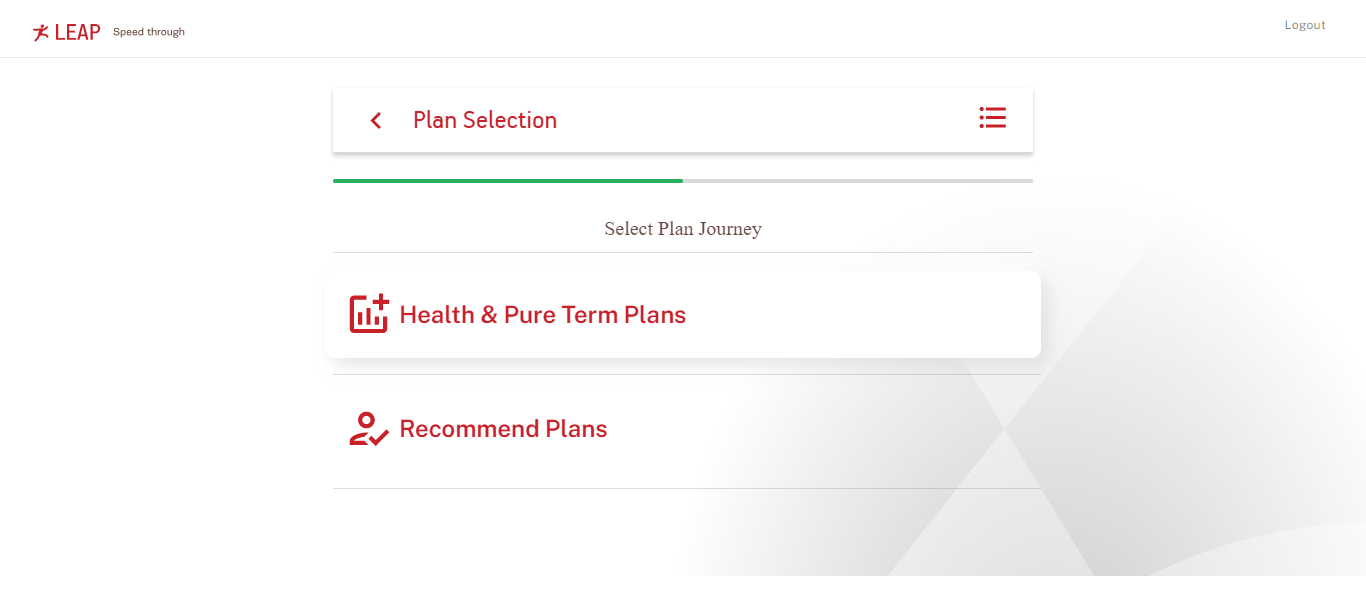 LEAP Speed through
Logout
Plan Selection
Select Plan Journey
Health & Pure Term Plans
Recommend Plans